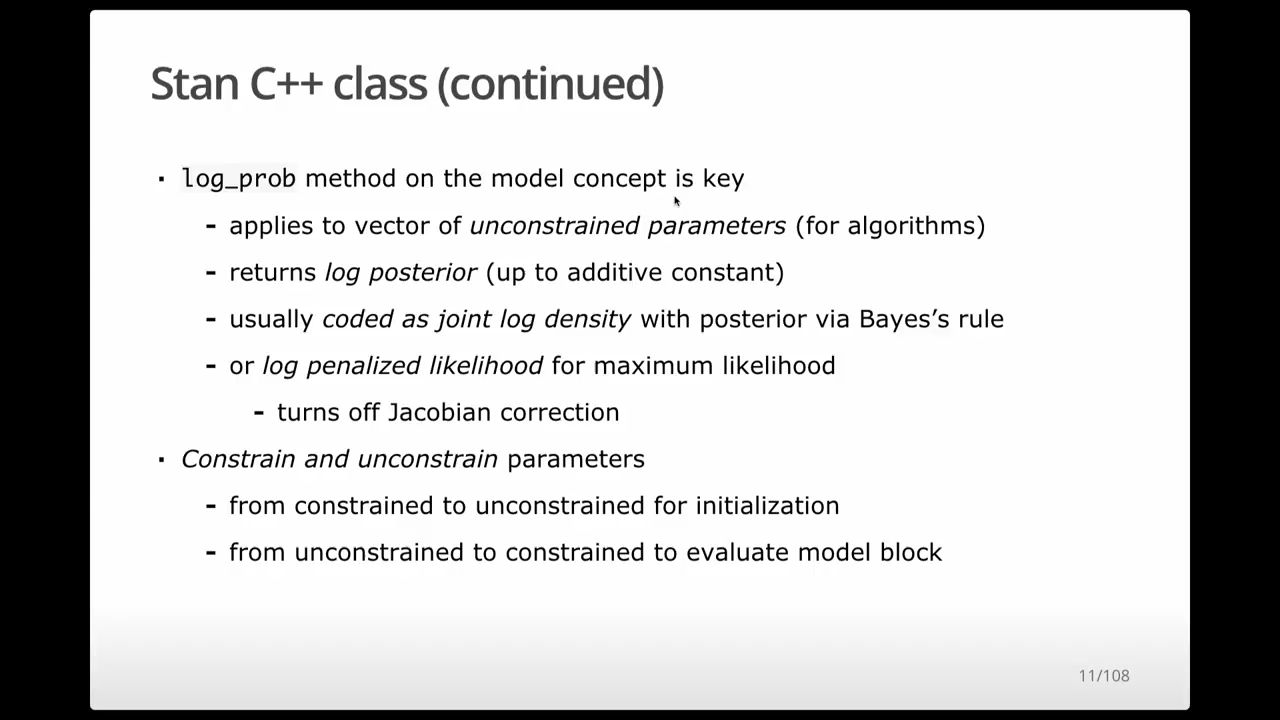 Stan C++ class (continued)
▪ log_prob method on the model concept is key
- applies to vector of unconstrained parameters (for algorithms)
- returns log posterior (up to additive constant)
- usually coded as joint log density with posterior via Bayes’s rule
- or log penalized likelihood for maximum likelihood
- turns off Jacobian correction
▪ Constrain and unconstrain parameters
- from constrained to unconstrained for initialization
- from unconstrained to constrained to evaluate model block
11/108